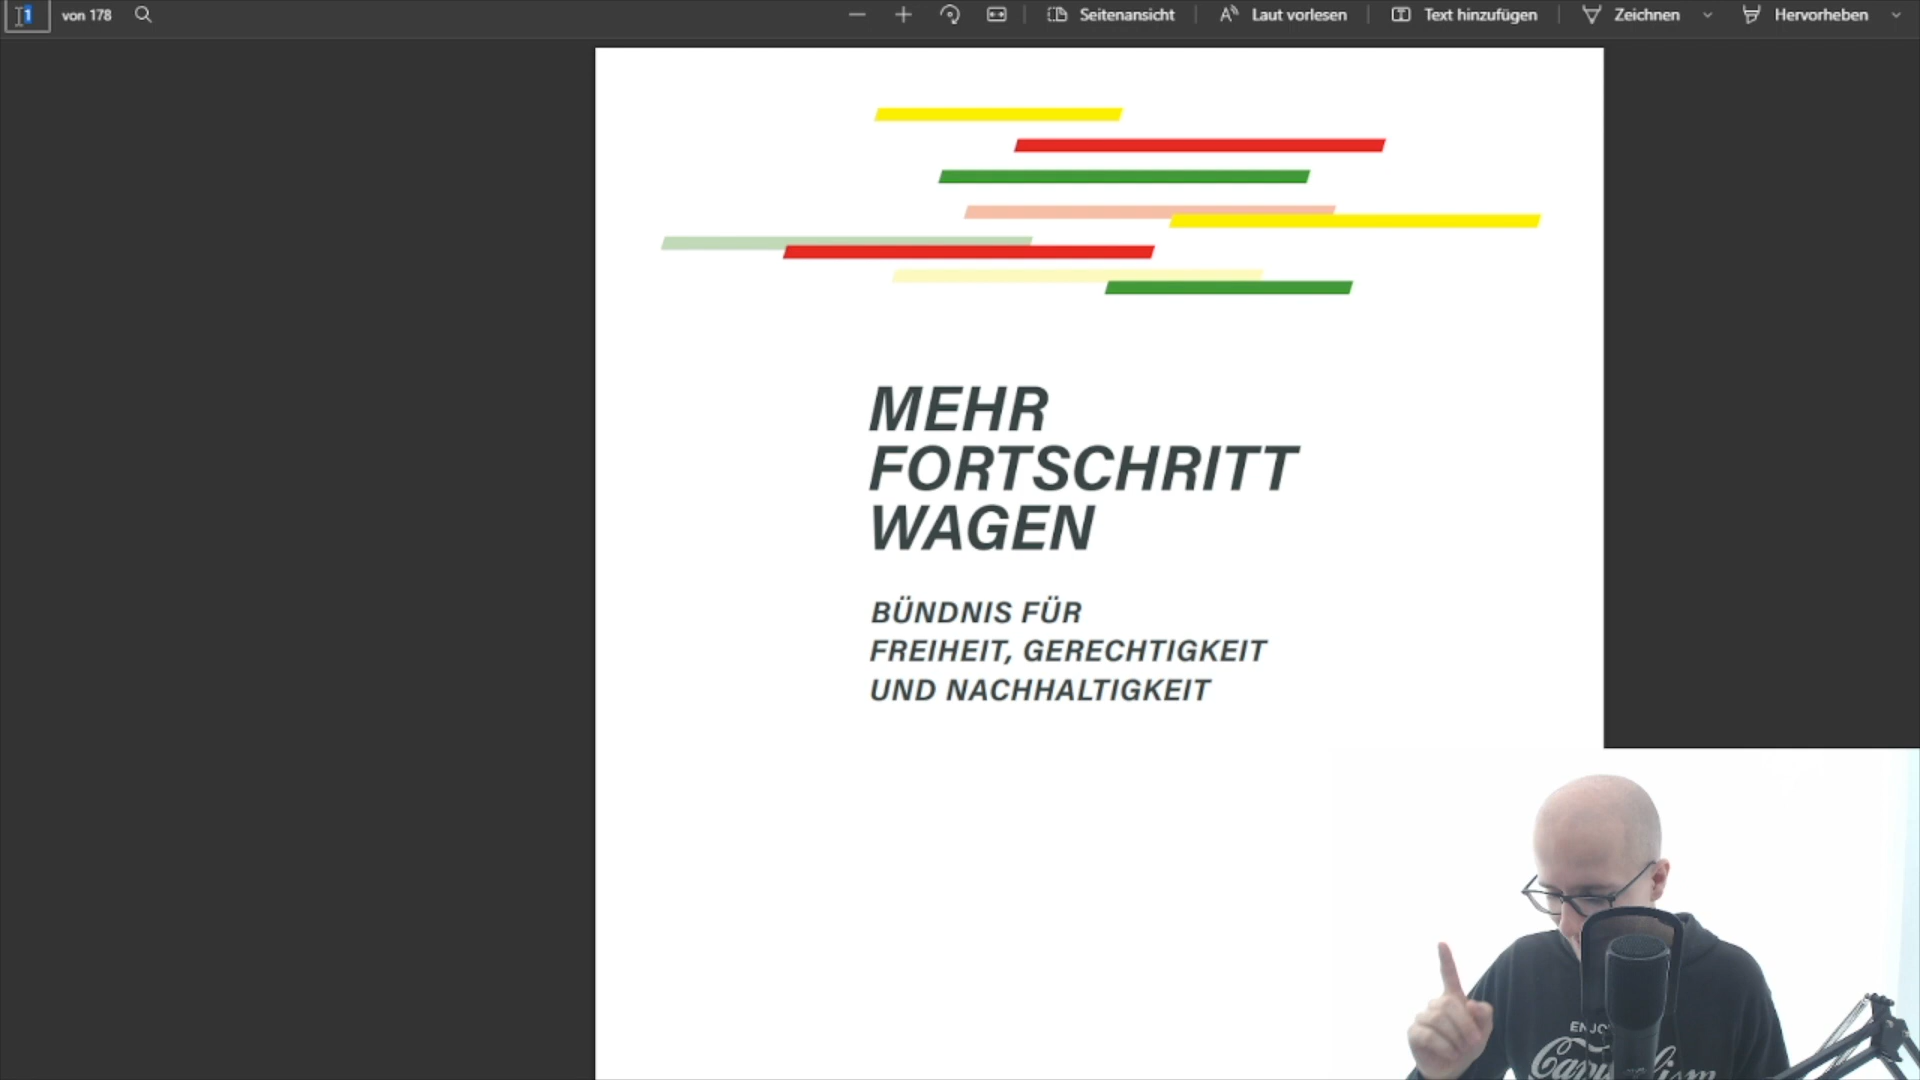 1 von 178 Seitenansicht Laut vorlesen Text hinzufügen Zeichnen Hervorheben
MEHR
FORTSCHRITT
WAGEN
BÜNDNIS FÜR
FREIHEIT, GERECHTIGKEIT
UND NACHHALTIGKEIT